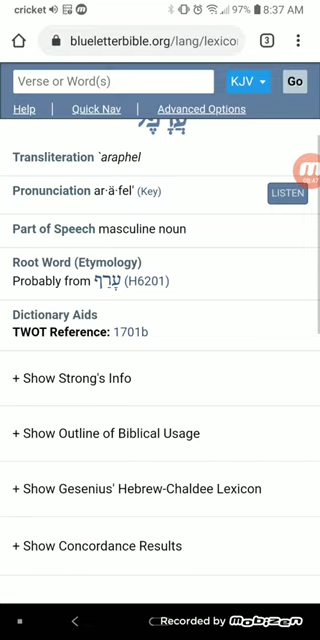 cricket 97% 8:37 AM
blueletterbible.org/lang/lexico 3
Verse or Word(s) KJV Go
Help | Quick Nav | Advanced Options
Transliteration `araphel
Pronunciation ar·ä·fel' (Key) LISTEN
Part of Speech masculine noun
Root Word (Etymology)
Probably from עָרַף (H6201)
Dictionary Aids
TWOT Reference: 1701b
+ Show Strong's Info
+ Show Outline of Biblical Usage
+ Show Gesenius' Hebrew-Chaldee Lexicon
+ Show Concordance Results
Recorded by mobizen